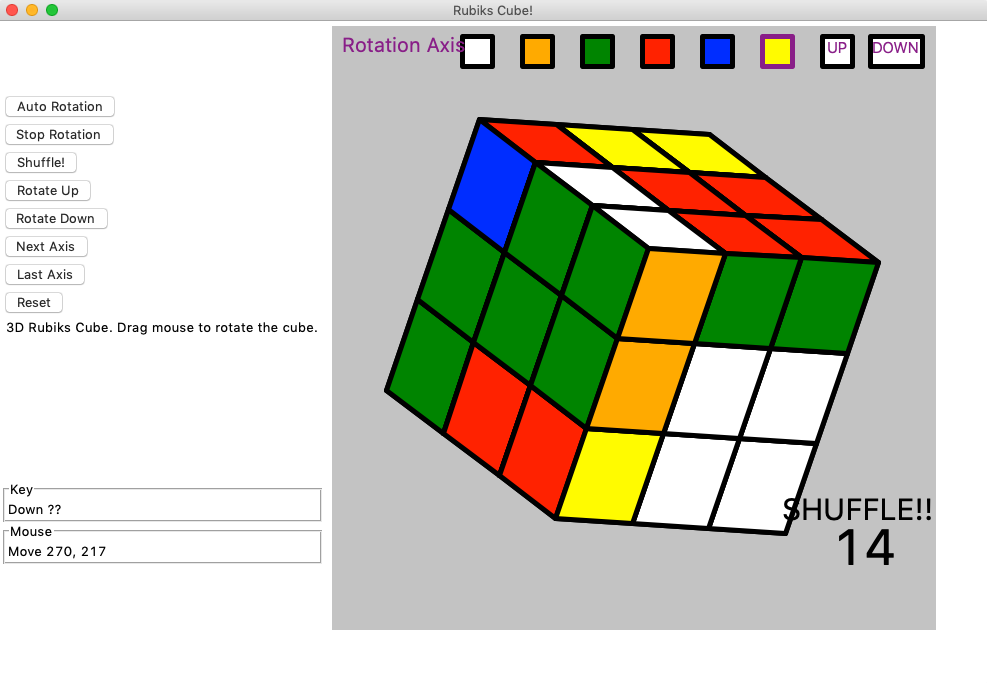 Rubiks Cube!
Rotation Axis
UP
DOWN
Auto Rotation
Stop Rotation
Shuffle!
Rotate Up
Rotate Down
Next Axis
Last Axis
Reset
3D Rubiks Cube. Drag mouse to rotate the cube.
Key
Down ??
Mouse
Move 270, 217
SHUFFLE!!
14